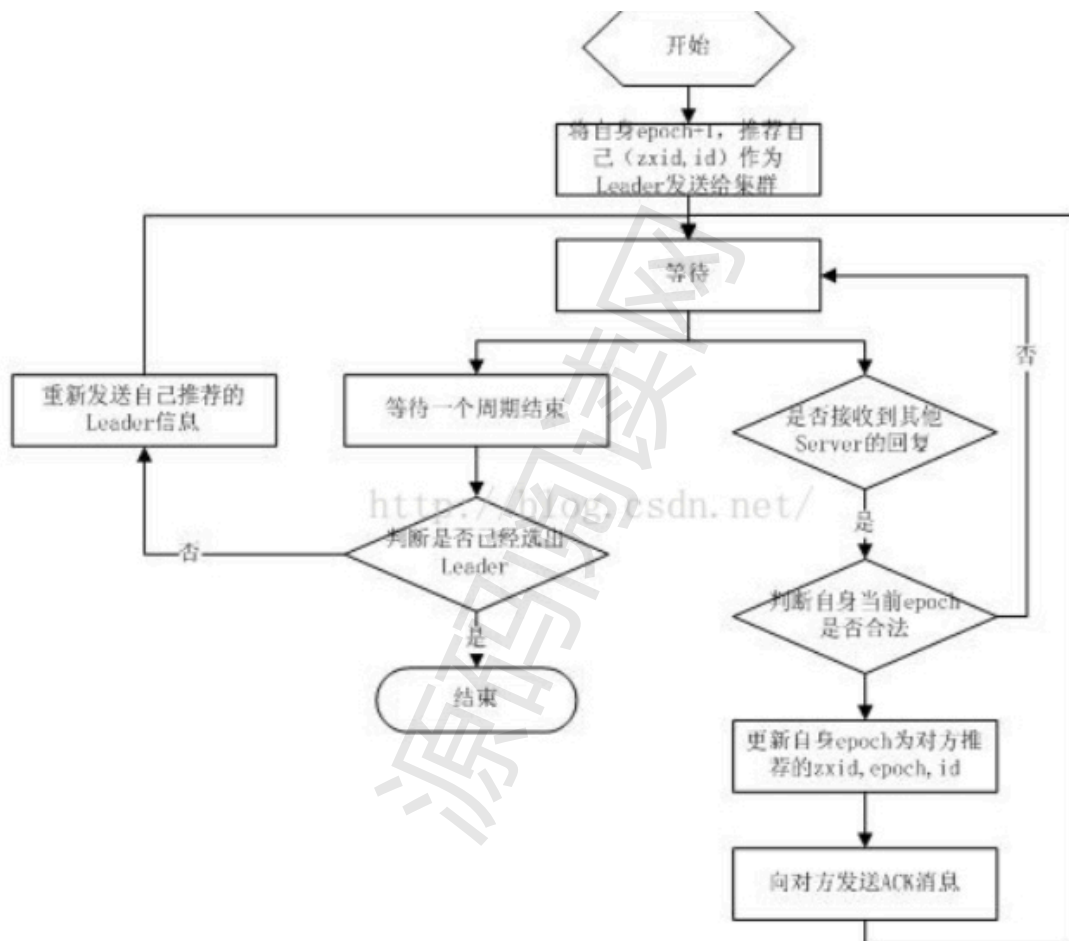 开始
将自身epoch+1，推荐自
己（zxid,id）作为
Leader发送给集群
等待
否
重新发送自己推荐的
Leader信息
等待一个周期结束
是否接收到其他
Server的回复
http://blog.csdn.net/
是
判断是否已经选出
Leader
否
判断自身当前epoch
是否合法
是
结束
更新自身epoch为对方推
荐的zxid,epoch,id
向对方发送ACK消息
源码阅读网